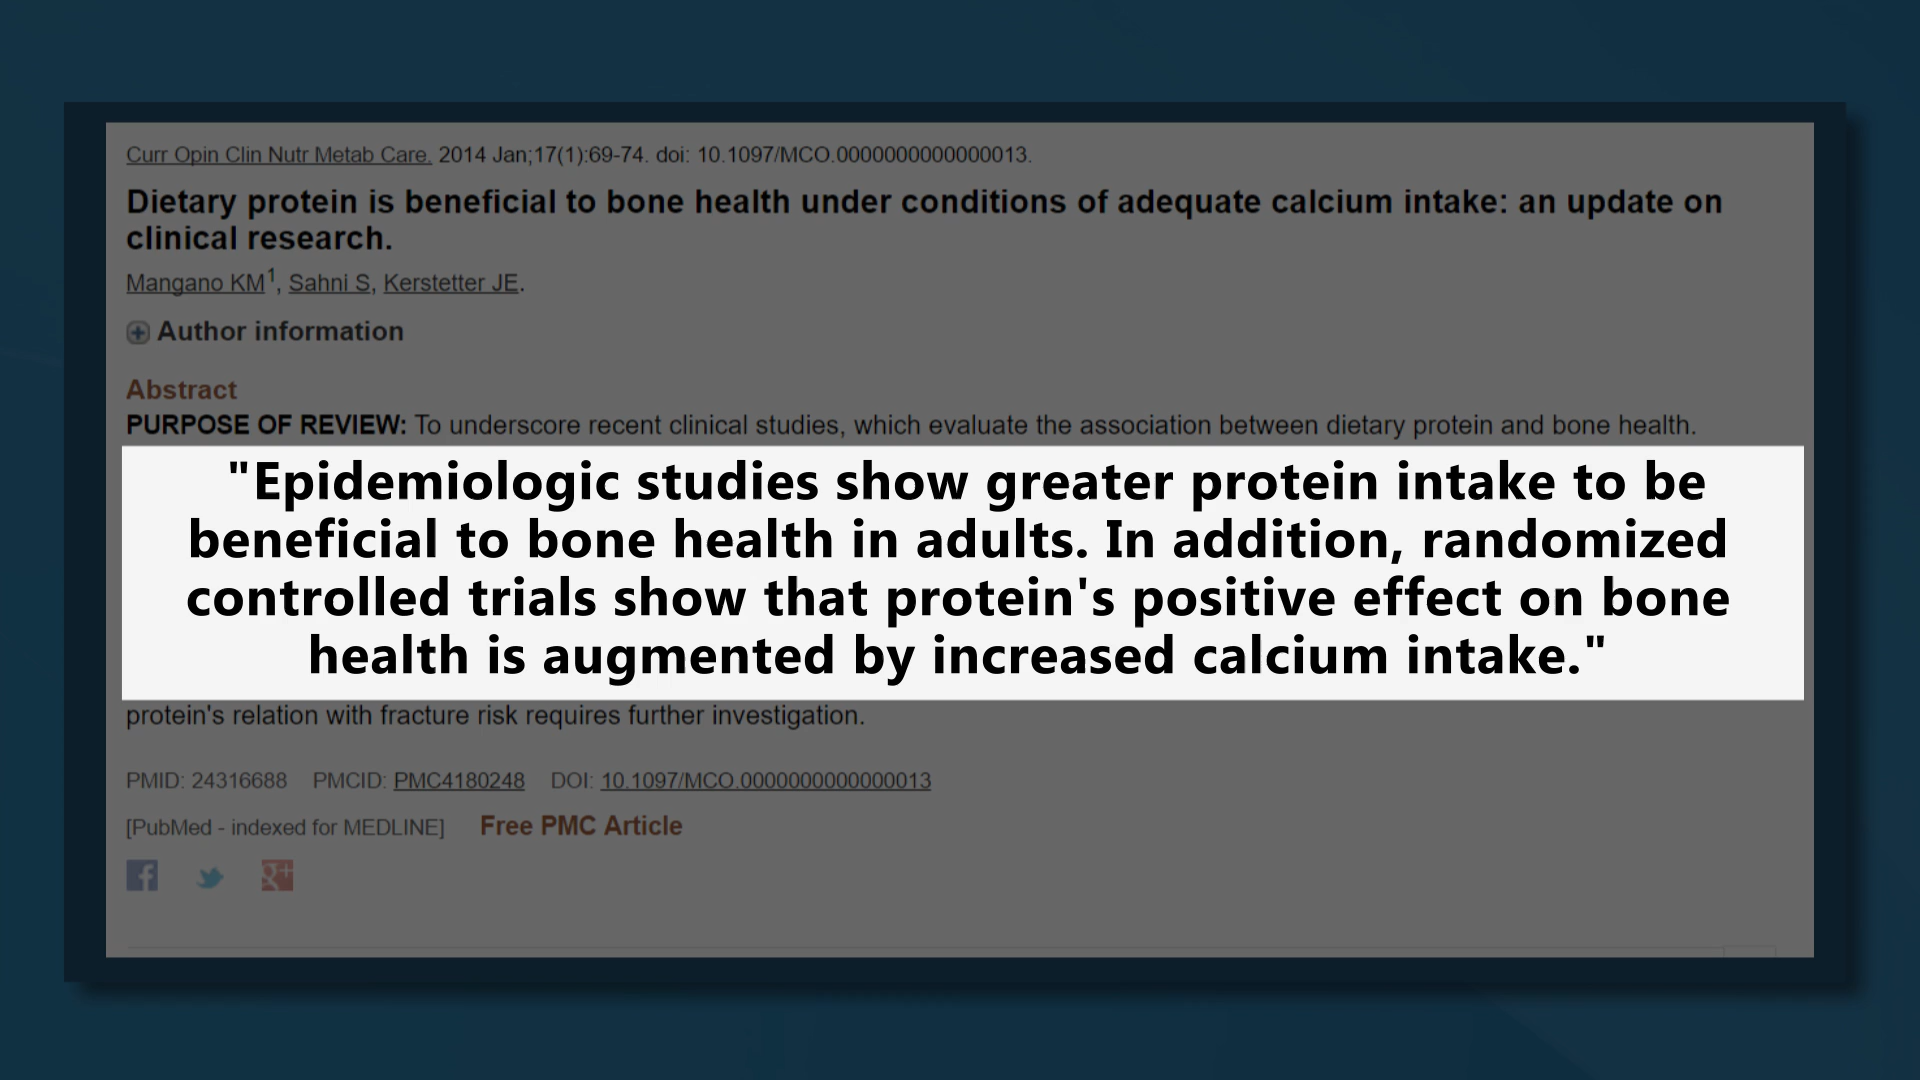 Curr Opin Clin Nutr Metab Care. 2014 Jan;17(1):69-74. doi: 10.1097/MCO.0000000000000013.
Dietary protein is beneficial to bone health under conditions of adequate calcium intake: an update on
clinical research.
Mangano KM1, Sahni S, Kerstetter JE.
Author information
Abstract
PURPOSE OF REVIEW: To underscore recent clinical studies, which evaluate the association between dietary protein and bone health.
"Epidemiologic studies show greater protein intake to be
beneficial to bone health in adults. In addition, randomized
controlled trials show that protein's positive effect on bone
health is augmented by increased calcium intake."
protein's relation with fracture risk requires further investigation.
PMID: 24316688 PMCID: PMC4180248 DOI: 10.1097/MCO.0000000000000013
[PubMed - indexed for MEDLINE] Free PMC Article